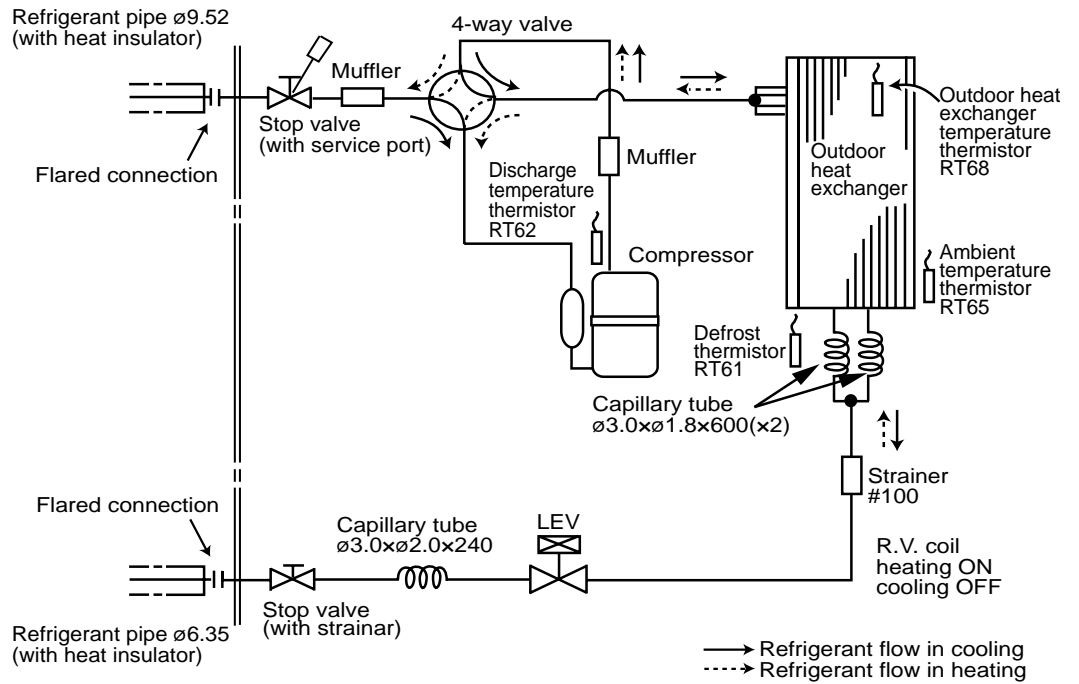 Refrigerant pipe ø9.52
(with heat insulator)
4-way valve
Muffler
Stop valve
(with service port)
Flared connection
Muffler
Discharge
temperature
thermistor
RT62
Compressor
Outdoor
heat
exchanger
Outdoor heat
exchanger
temperature
thermistor
RT68
Ambient
temperature
thermistor
RT65
Defrost
thermistor
RT61
Capillary tube
ø3.0×ø1.8×600(×2)
Strainer
#100
Flared connection
Capillary tube
ø3.0×ø2.0×240
LEV
R.V. coil
heating ON
cooling OFF
Stop valve
(with strainar)
Refrigerant pipe ø6.35
(with heat insulator)
Refrigerant flow in cooling
Refrigerant flow in heating